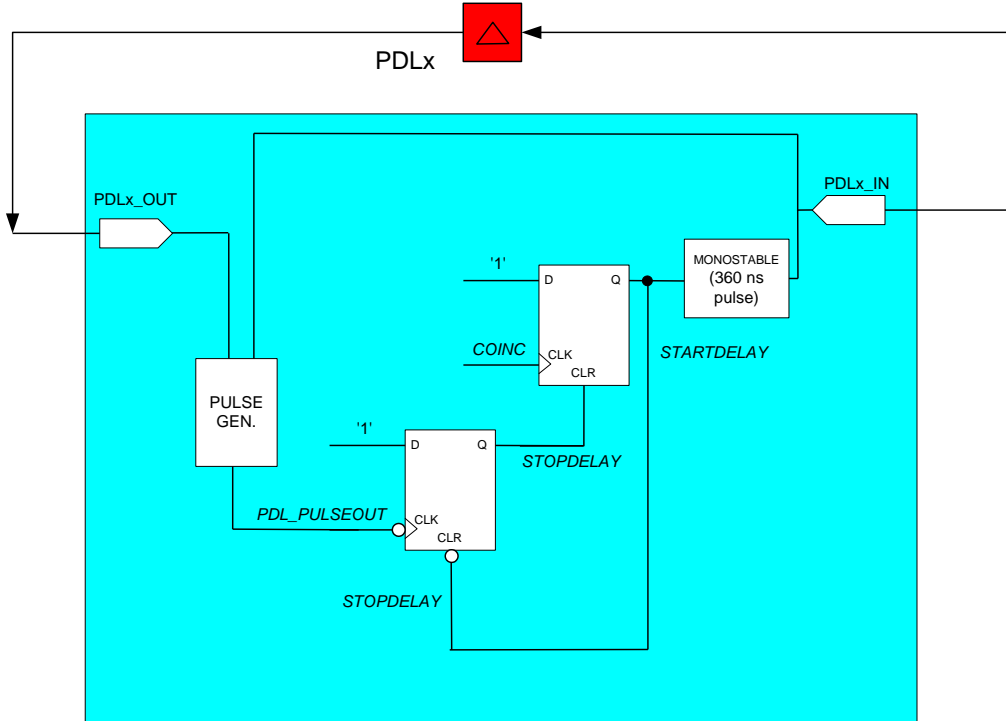 PDLx
PDLx_OUT
PDLx_IN
MONOSTABLE
(360 ns
pulse)
'1'
D
Q
COINC
CLK
CLR
STARTDELAY
PULSE
GEN.
'1'
D
Q
STOPDELAY
PDL_PULSEOUT
CLK
CLR
STOPDELAY